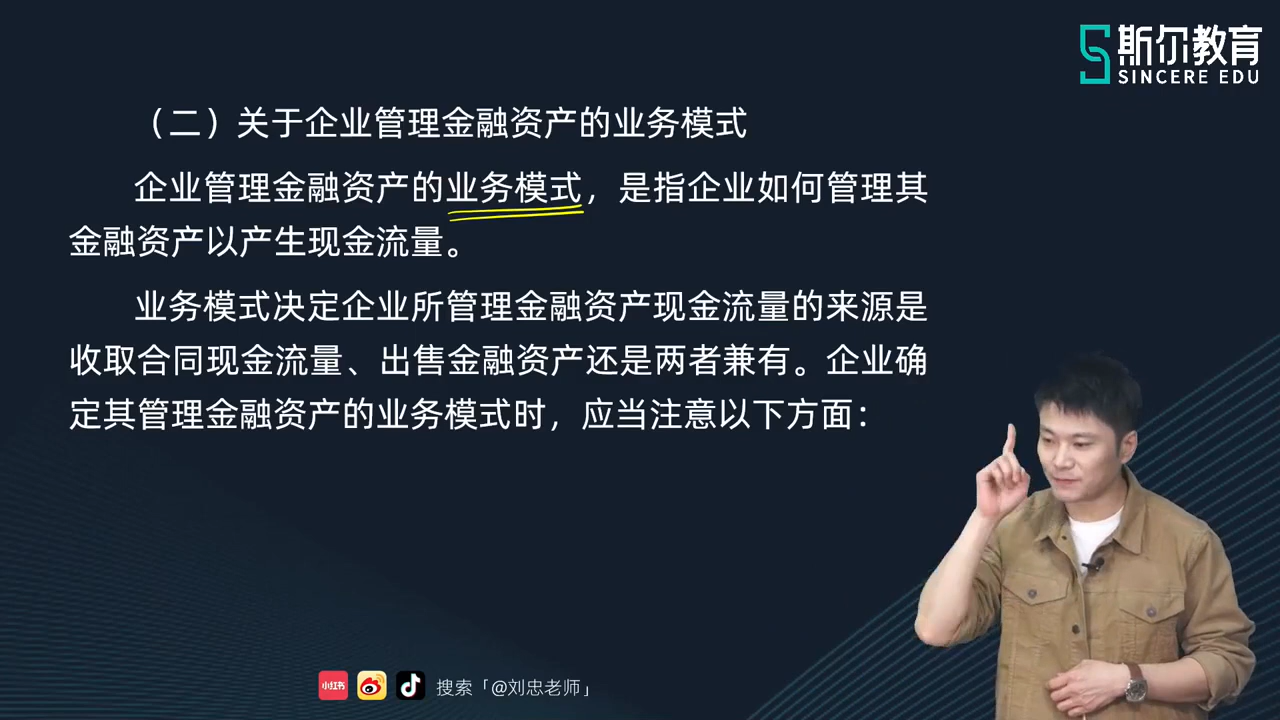 斯尔教育
SINCERE EDU
（二）关于企业管理金融资产的业务模式
企业管理金融资产的业务模式，是指企业如何管理其
金融资产以产生现金流量。
业务模式决定企业所管理金融资产现金流量的来源是
收取合同现金流量、出售金融资产还是两者兼有。企业确
定其管理金融资产的业务模式时，应当注意以下方面：
小红书
搜索「@刘忠老师」